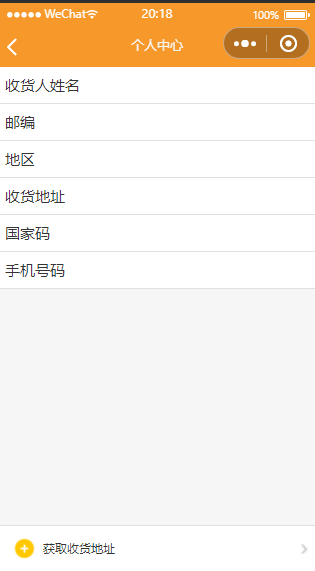 WeChat 20:18 100%
个人中心
收货人姓名
邮编
地区
收货地址
国家码
手机号码
获取收货地址